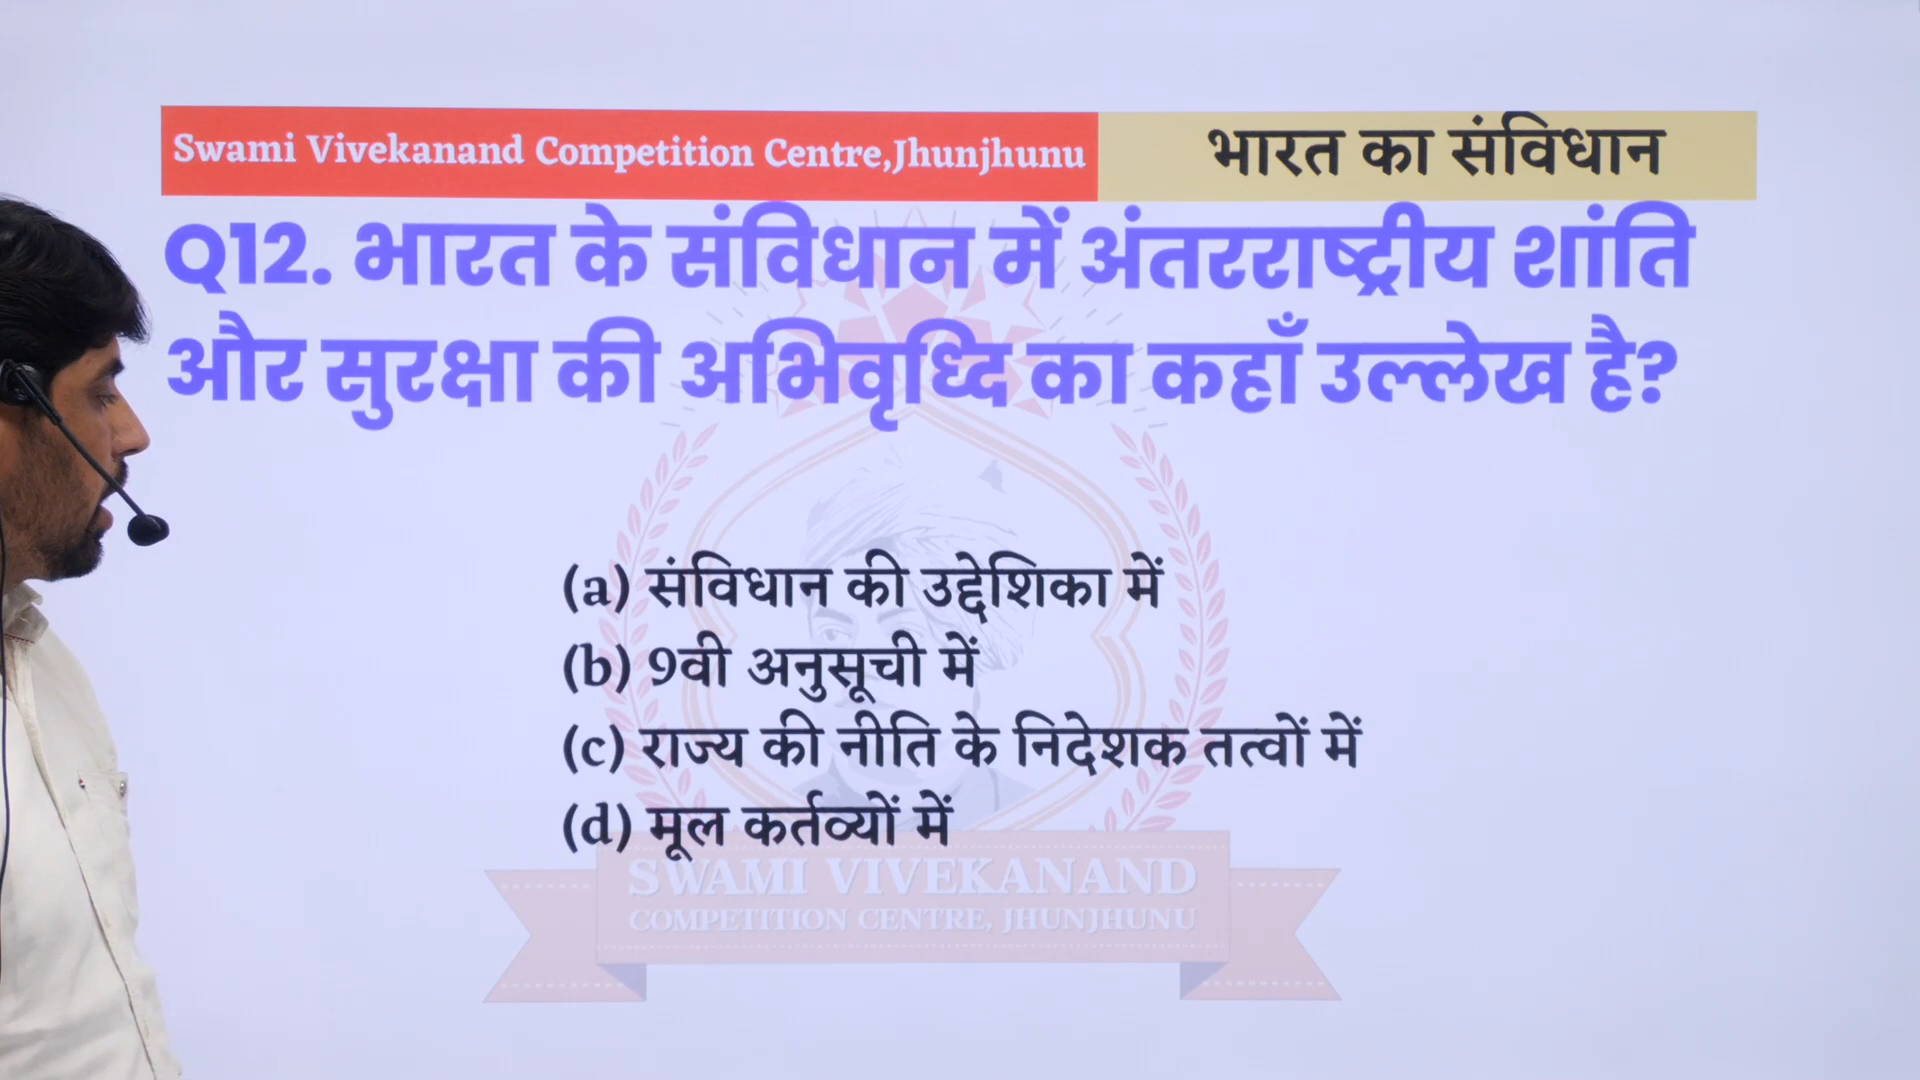 Swami Vivekanand Competition Centre,Jhunjhunu
भारत का संविधान
Q12. भारत के संविधान में अंतरराष्ट्रीय शांति
और सुरक्षा की अभिवृध्दि का कहाँ उल्लेख है?
(a) संविधान की उद्देशिका में
(b) 9वी अनुसूची में
(c) राज्य की नीति के निदेशक तत्वों में
(d) मूल कर्तव्यों में
SWAMI VIVEKANAND
COMPETITION CENTRE, JHUNJHUNU